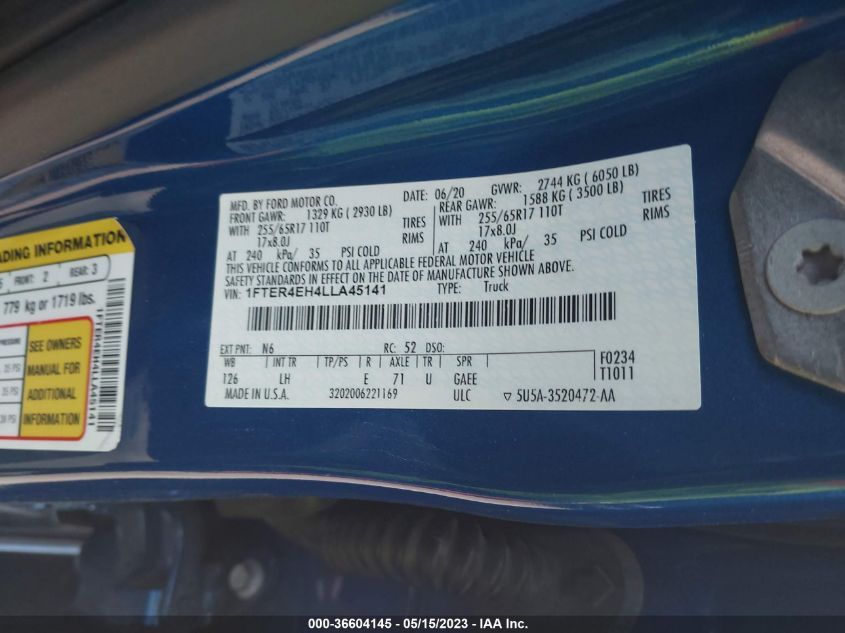 MFD. BY FORD MOTOR CO. DATE: 06/20 GVWR: 2744 KG ( 6050 LB)
FRONT GAWR: 1329 KG ( 2930 LB) REAR GAWR: 1588 KG ( 3500 LB)
WITH 255/65R17 110T TIRES WITH 255/65R17 110T TIRES
17x8.0J RIMS 17x8.0J RIMS
AT 240 kPa/ 35 PSI COLD AT 240 kPa/ 35 PSI COLD
THIS VEHICLE CONFORMS TO ALL APPLICABLE FEDERAL MOTOR VEHICLE
SAFETY STANDARDS IN EFFECT ON THE DATE OF MANUFACTURE SHOWN ABOVE.
VIN: 1FTER4EH4LLA45141 TYPE: Truck
EXT PNT: N6 RC: 52 DSO:
WB INT TR TP/PS R AXLE TR SPR F0234
126 LH E 71 U GAEE T1011
MADE IN U.S.A. 3202006221169 ULC 5U5A-3520472-AA
ADING INFORMATION
FRONT: 2 REAR: 3
779 kg or 1719 lbs.
SEE OWNERS
MANUAL FOR
ADDITIONAL
INFORMATION
35 PSI
35 PSI
1FTER4EH4LLA45141
000-36604145 - 05/15/2023 - IAA Inc.